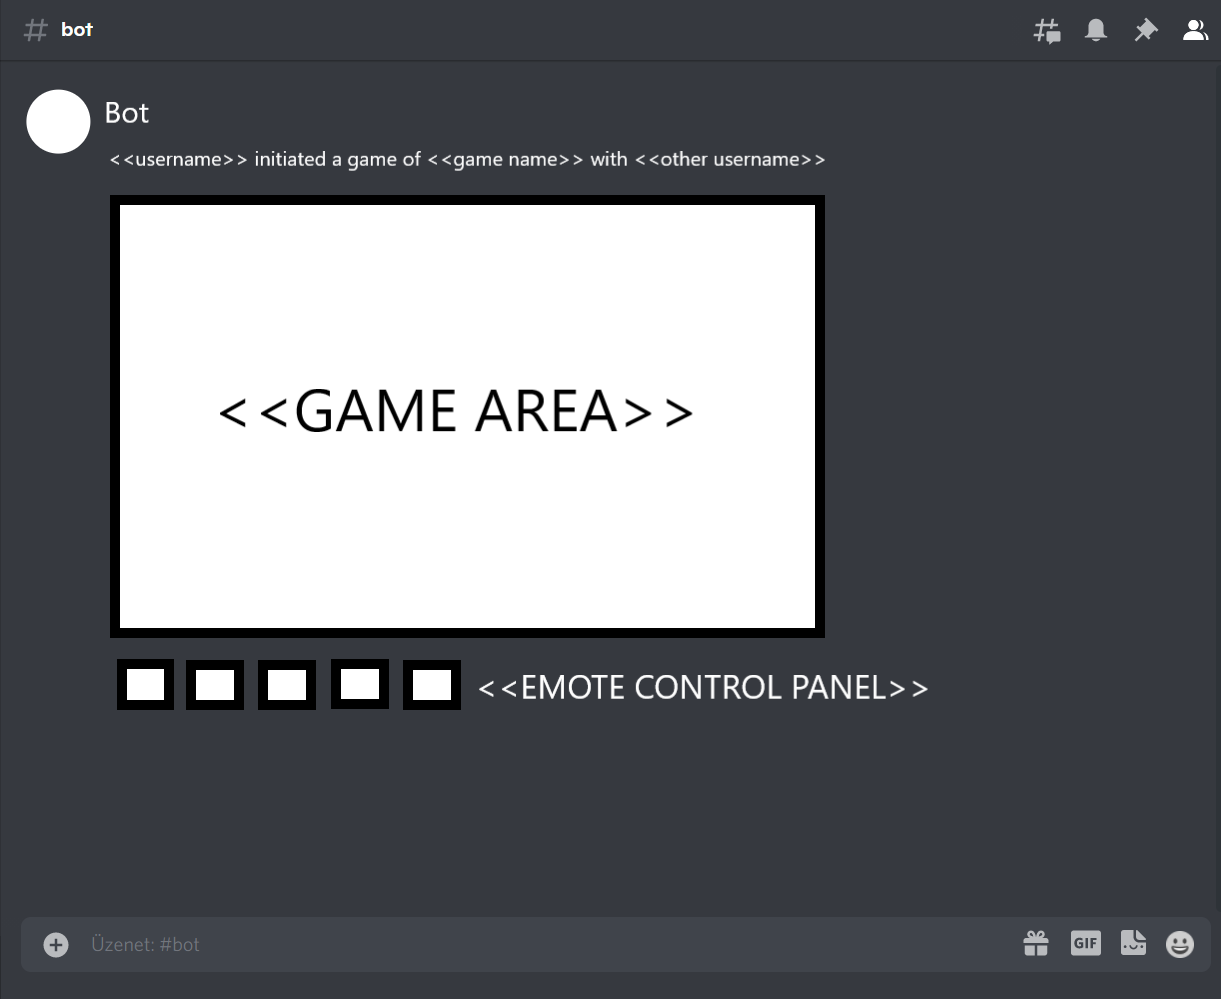 # bot
Bot
<<username>> initiated a game of <<game name>> with <<other username>>
<<GAME AREA>>
<<EMOTE CONTROL PANEL>>
Üzenet: #bot
GIF